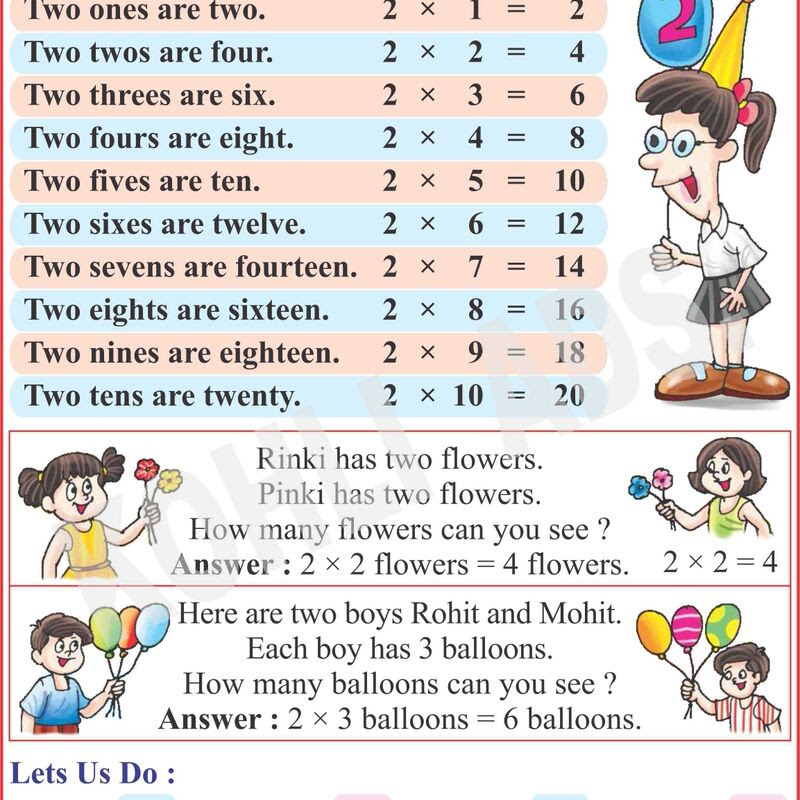 Two ones are two. 2 × 1 = 2
2
Two twos are four. 2 × 2 = 4
Two threes are six. 2 × 3 = 6
Two fours are eight. 2 × 4 = 8
Two fives are ten. 2 × 5 = 10
Two sixes are twelve. 2 × 6 = 12
Two sevens are fourteen. 2 × 7 = 14
Two eights are sixteen. 2 × 8 = 16
Two nines are eighteen. 2 × 9 = 18
Two tens are twenty. 2 × 10 = 20
KOHLI ADS
Rinki has two flowers.
Pinki has two flowers.
How many flowers can you see ?
Answer : 2 × 2 flowers = 4 flowers. 2 × 2 = 4
Here are two boys Rohit and Mohit.
Each boy has 3 balloons.
How many balloons can you see ?
Answer : 2 × 3 balloons = 6 balloons.
Lets Us Do :